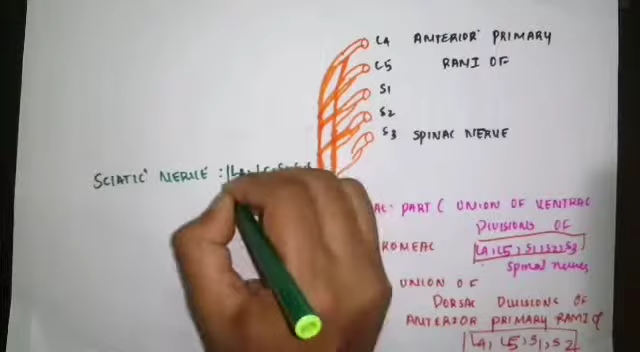 L4 ANTERIOR PRIMARY
L5 RAMI OF
S1
S2
S3 SPINAL NERVE
SCIATIC NERVE :
PART ( UNION OF VENTRAL
DIVISIONS OF
L4, L5, S1, S2, S3
spinal nerves
UNION OF
DORSAL DIVISIONS OF
ANTERIOR PRIMARY RAMI of
L4, L5, S1, S2